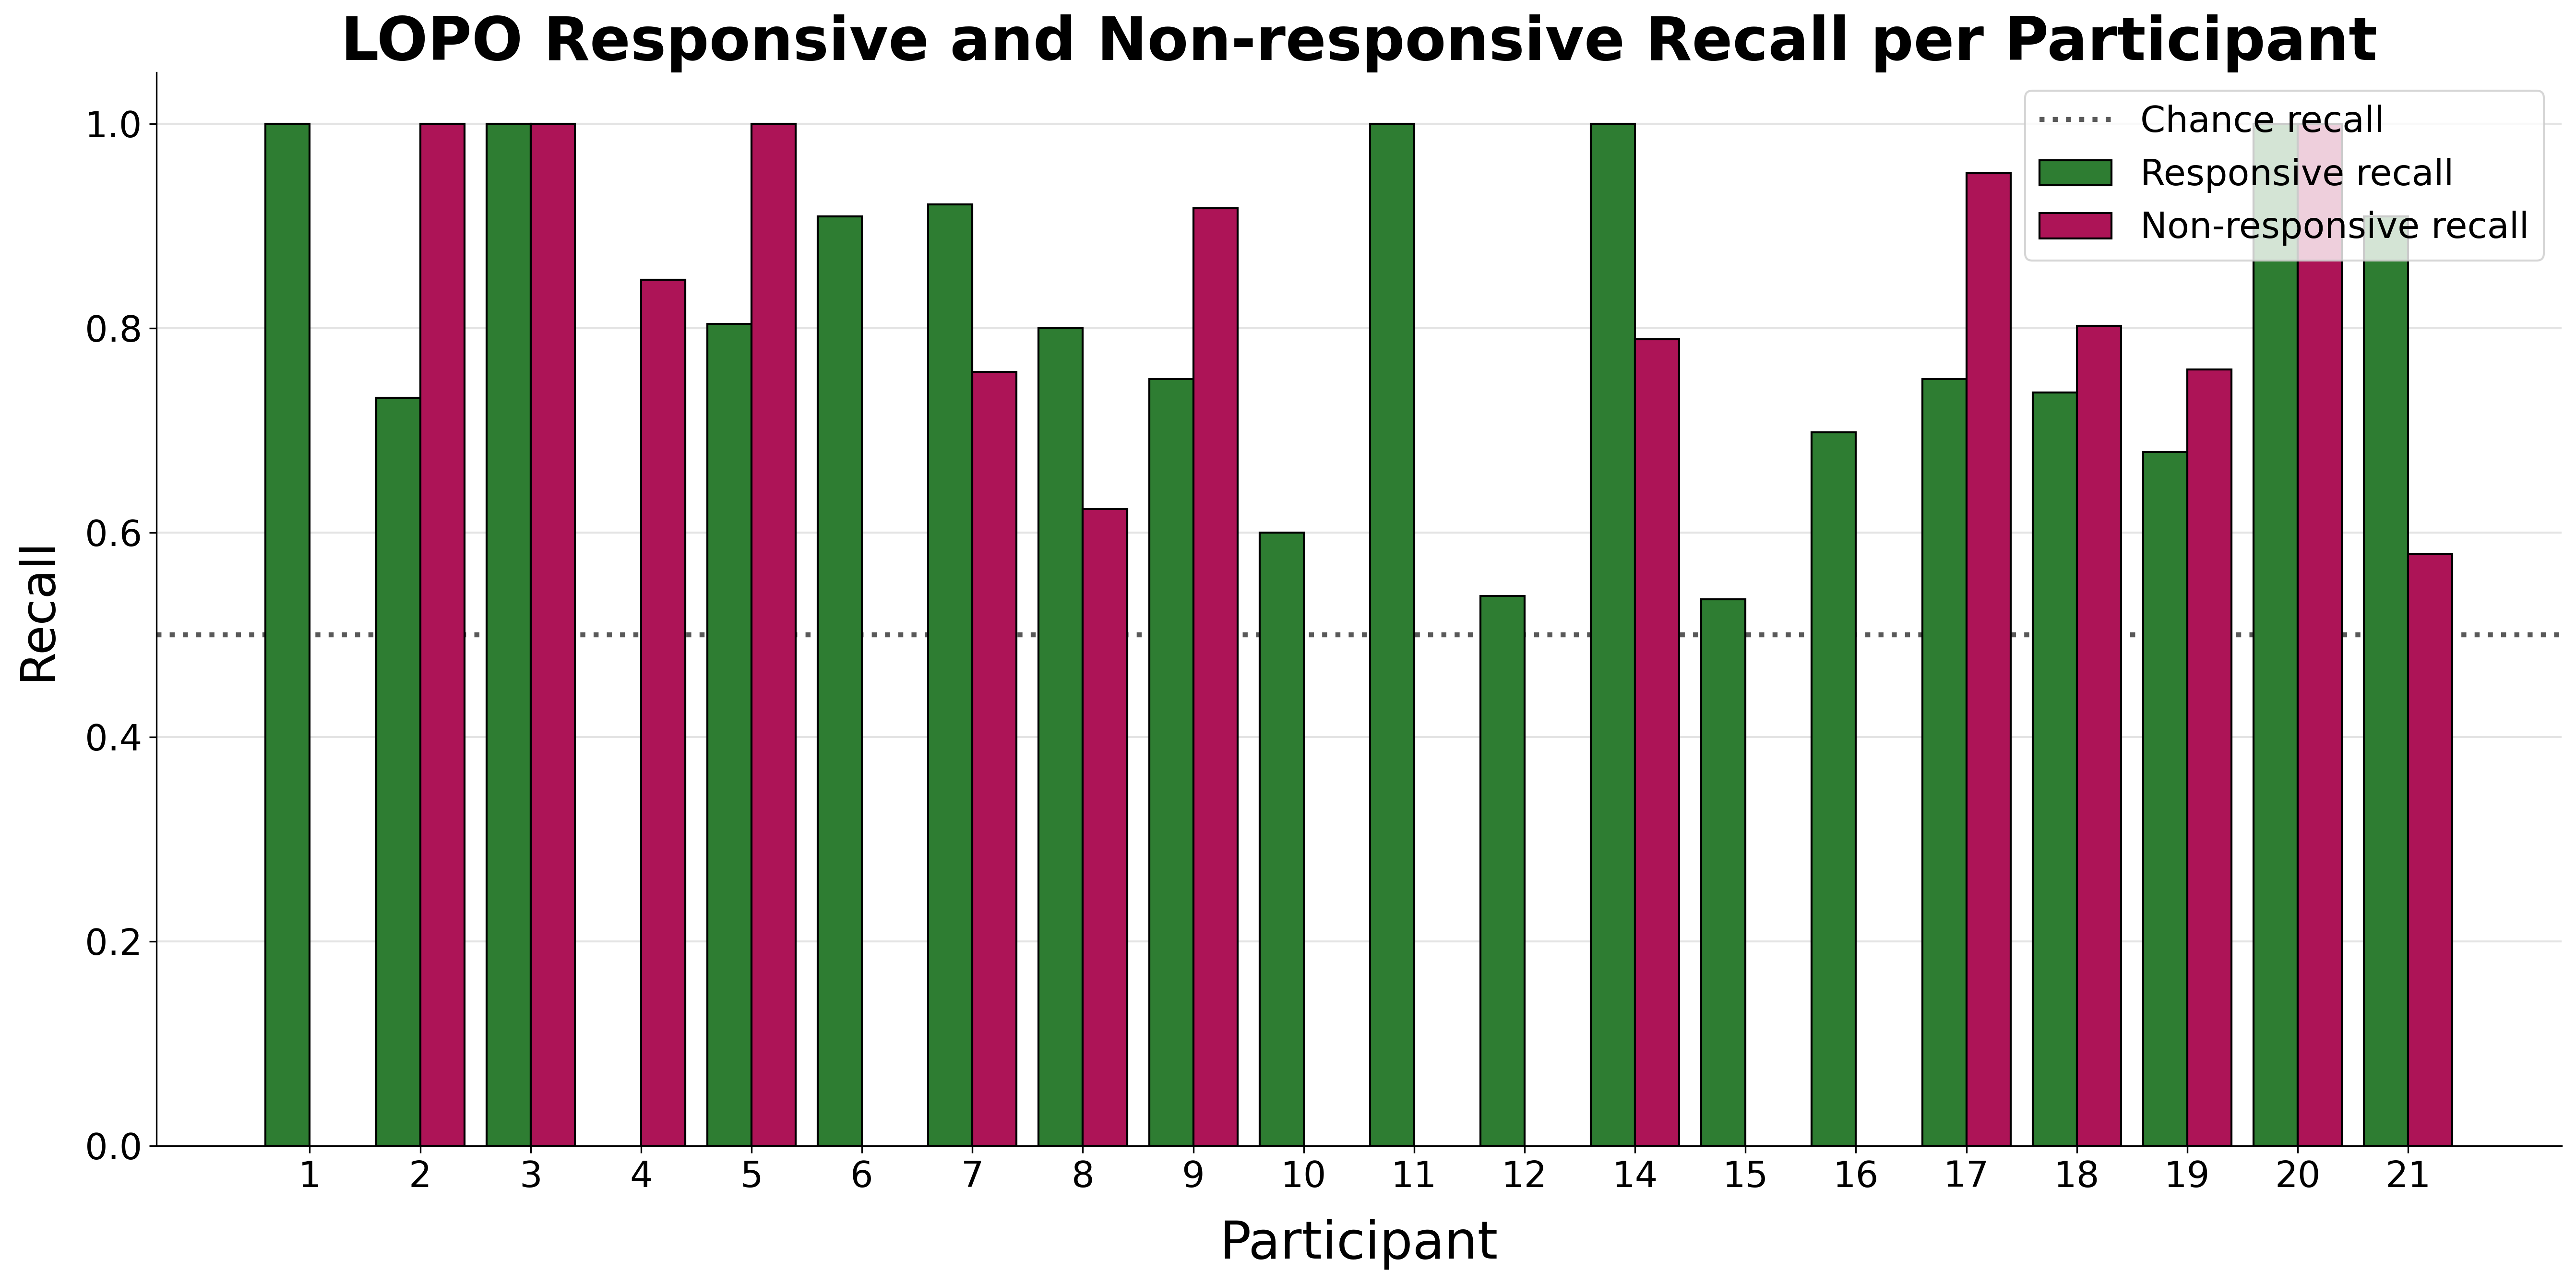 LOPO Responsive and Non-responsive Recall per Participant
Chance recall
Responsive recall
Non-responsive recall
1.0
0.8
0.6
0.4
0.2
0.0
Recall
1 2 3 4 5 6 7 8 9 10 11 12 14 15 16 17 18 19 20 21
Participant